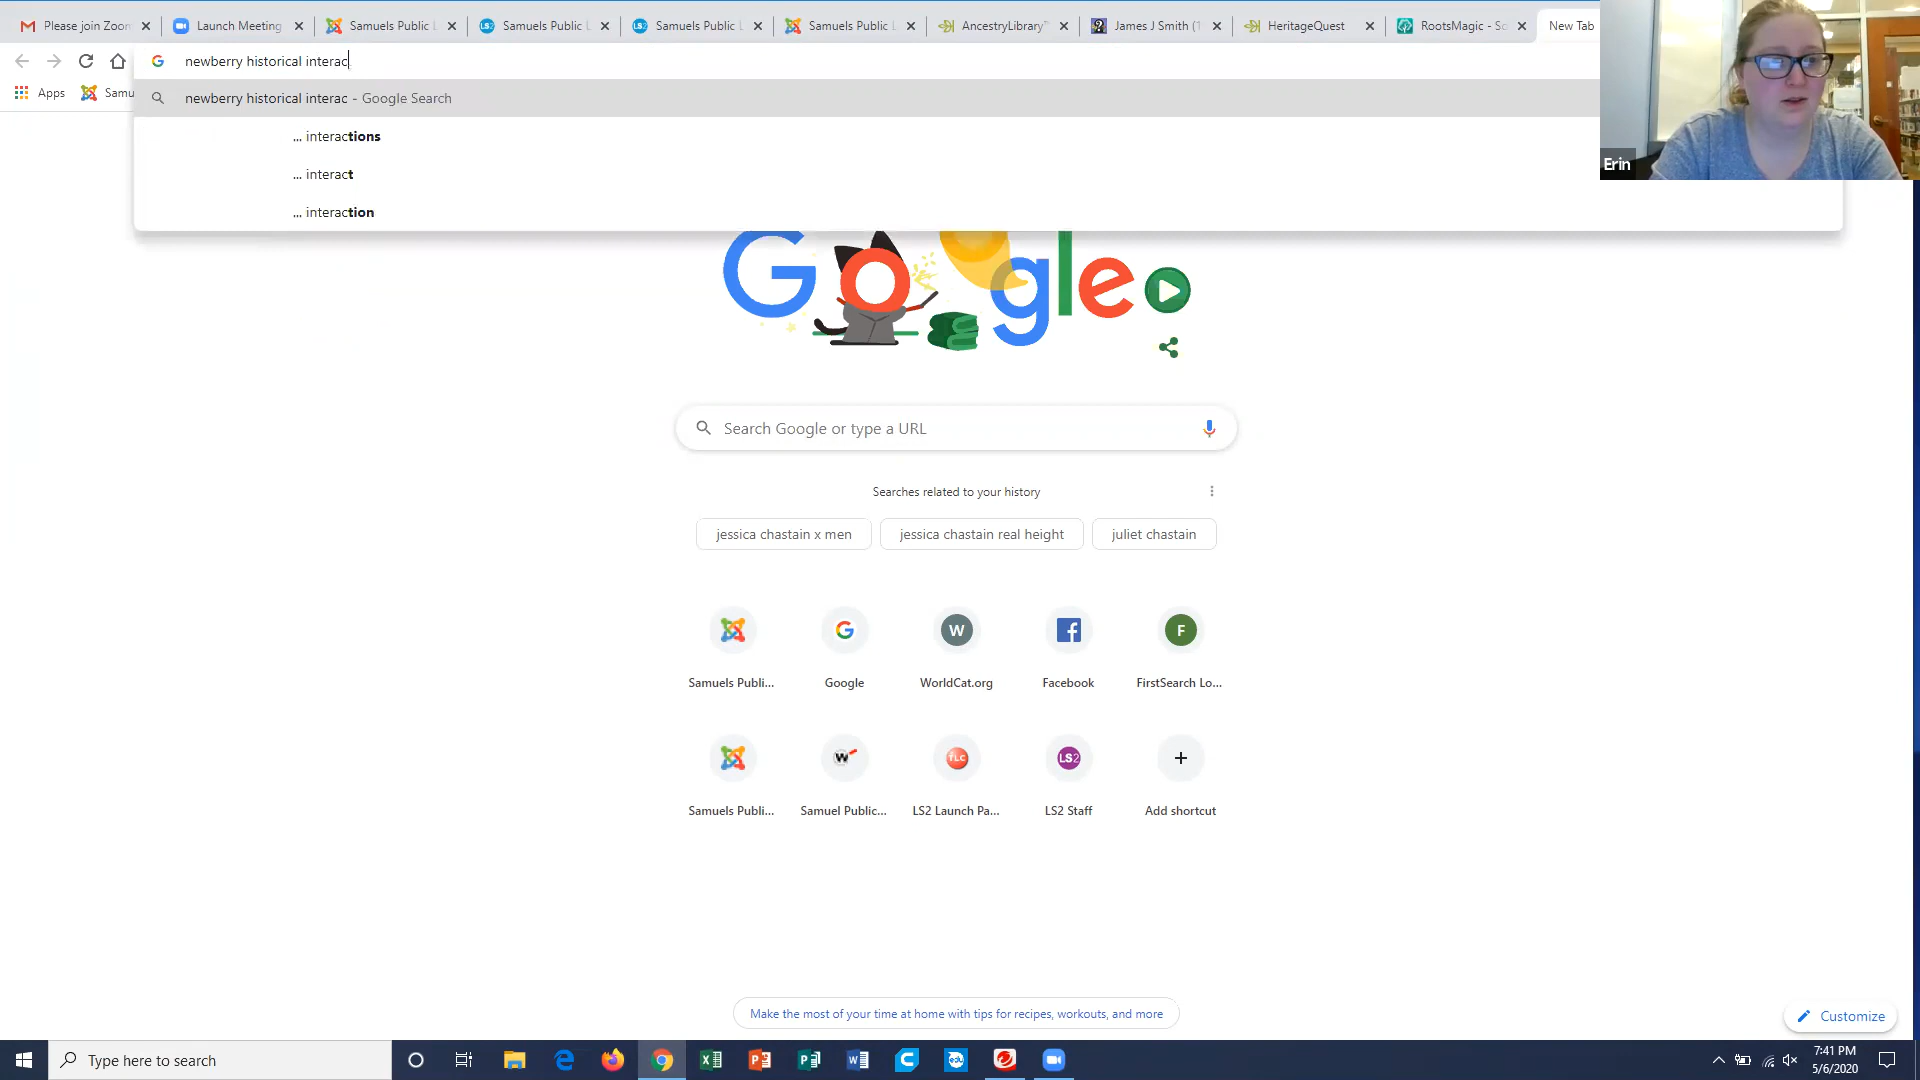 Please join Zoom
Launch Meeting
Samuels Public L
Samuels Public L
Samuels Public L
Samuels Public L
AncestryLibrary
James J Smith (
HeritageQuest
RootsMagic - So
New Tab
newberry historical interac
Apps
Samu
newberry historical interac - Google Search
... interactions
... interact
... interaction
Erin
Google
Search Google or type a URL
Searches related to your history
jessica chastain x men
jessica chastain real height
juliet chastain
W
F
Samuels Publi...
Google
WorldCat.org
Facebook
FirstSearch Lo...
W
TLC
LS2
Samuels Publi...
Samuel Public...
LS2 Launch Pa...
LS2 Staff
Add shortcut
Make the most of your time at home with tips for recipes, workouts, and more
Customize
Type here to search
7:41 PM
5/6/2020